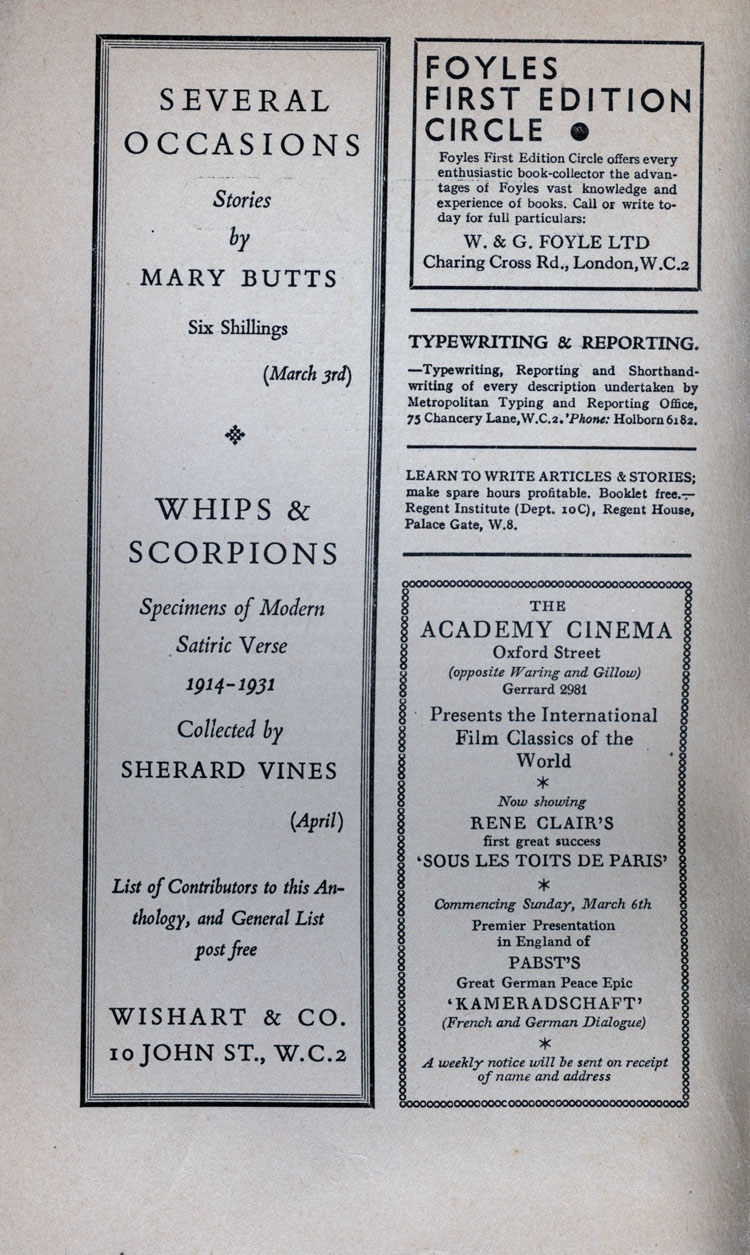 SEVERAL
OCCASIONS
Stories
by
MARY BUTTS
Six Shillings
(March 3rd)
WHIPS &
SCORPIONS
Specimens of Modern
Satiric Verse
1914-1931
Collected by
SHERARD VINES
(April)
List of Contributors to this An-
thology, and General List
post free
WISHART & CO.
10 JOHN ST., W.C.2
FOYLES
FIRST EDITION
CIRCLE
Foyles First Edition Circle offers every
enthusiastic book-collector the advan-
tages of Foyles vast knowledge and
experience of books. Call or write to-
day for full particulars:
W. & G. FOYLE LTD
Charing Cross Rd., London, W.C.2
TYPEWRITING & REPORTING.
—Typewriting, Reporting and Shorthand-
writing of every description undertaken by
Metropolitan Typing and Reporting Office,
75 Chancery Lane, W.C.2. 'Phone: Holborn 6182.
LEARN TO WRITE ARTICLES & STORIES;
make spare hours profitable. Booklet free.—
Regent Institute (Dept. 10C), Regent House,
Palace Gate, W.8.
THE
ACADEMY CINEMA
Oxford Street
(opposite Waring and Gillow)
Gerrard 2981
Presents the International
Film Classics of the
World
*
Now showing
RENE CLAIR'S
first great success
'SOUS LES TOITS DE PARIS'
*
Commencing Sunday, March 6th
Premier Presentation
in England of
PABST'S
Great German Peace Epic
'KAMERADSCHAFT'
(French and German Dialogue)
*
A weekly notice will be sent on receipt
of name and address